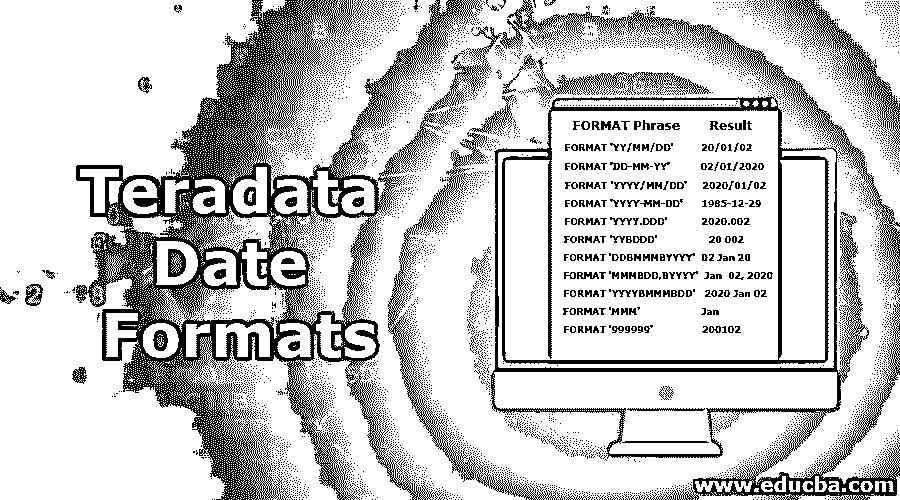 Teradata
Date
Formats
FORMAT Phrase Result
FORMAT 'YY/MM/DD' 20/01/02
FORMAT 'DD-MM-YY' 02/01/2020
FORMAT 'YYYY/MM/DD' 2020/01/02
FORMAT 'YYYY-MM-DD' 1985-12-29
FORMAT 'YYYY.DDD' 2020.002
FORMAT 'YYBDDD' 20 002
FORMAT 'DDBMMMBYYYY' 02 Jan 20
FORMAT 'MMMBDD,BYYYY' Jan 02, 2020
FORMAT 'YYYYBMMMBDD' 2020 Jan 02
FORMAT 'MMM' Jan
FORMAT '999999' 200102
www.educba.com